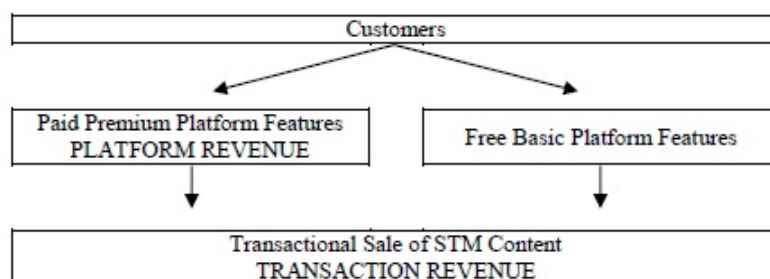 Customers
Paid Premium Platform Features
PLATFORM REVENUE
Free Basic Platform Features
Transactional Sale of STM Content
TRANSACTION REVENUE